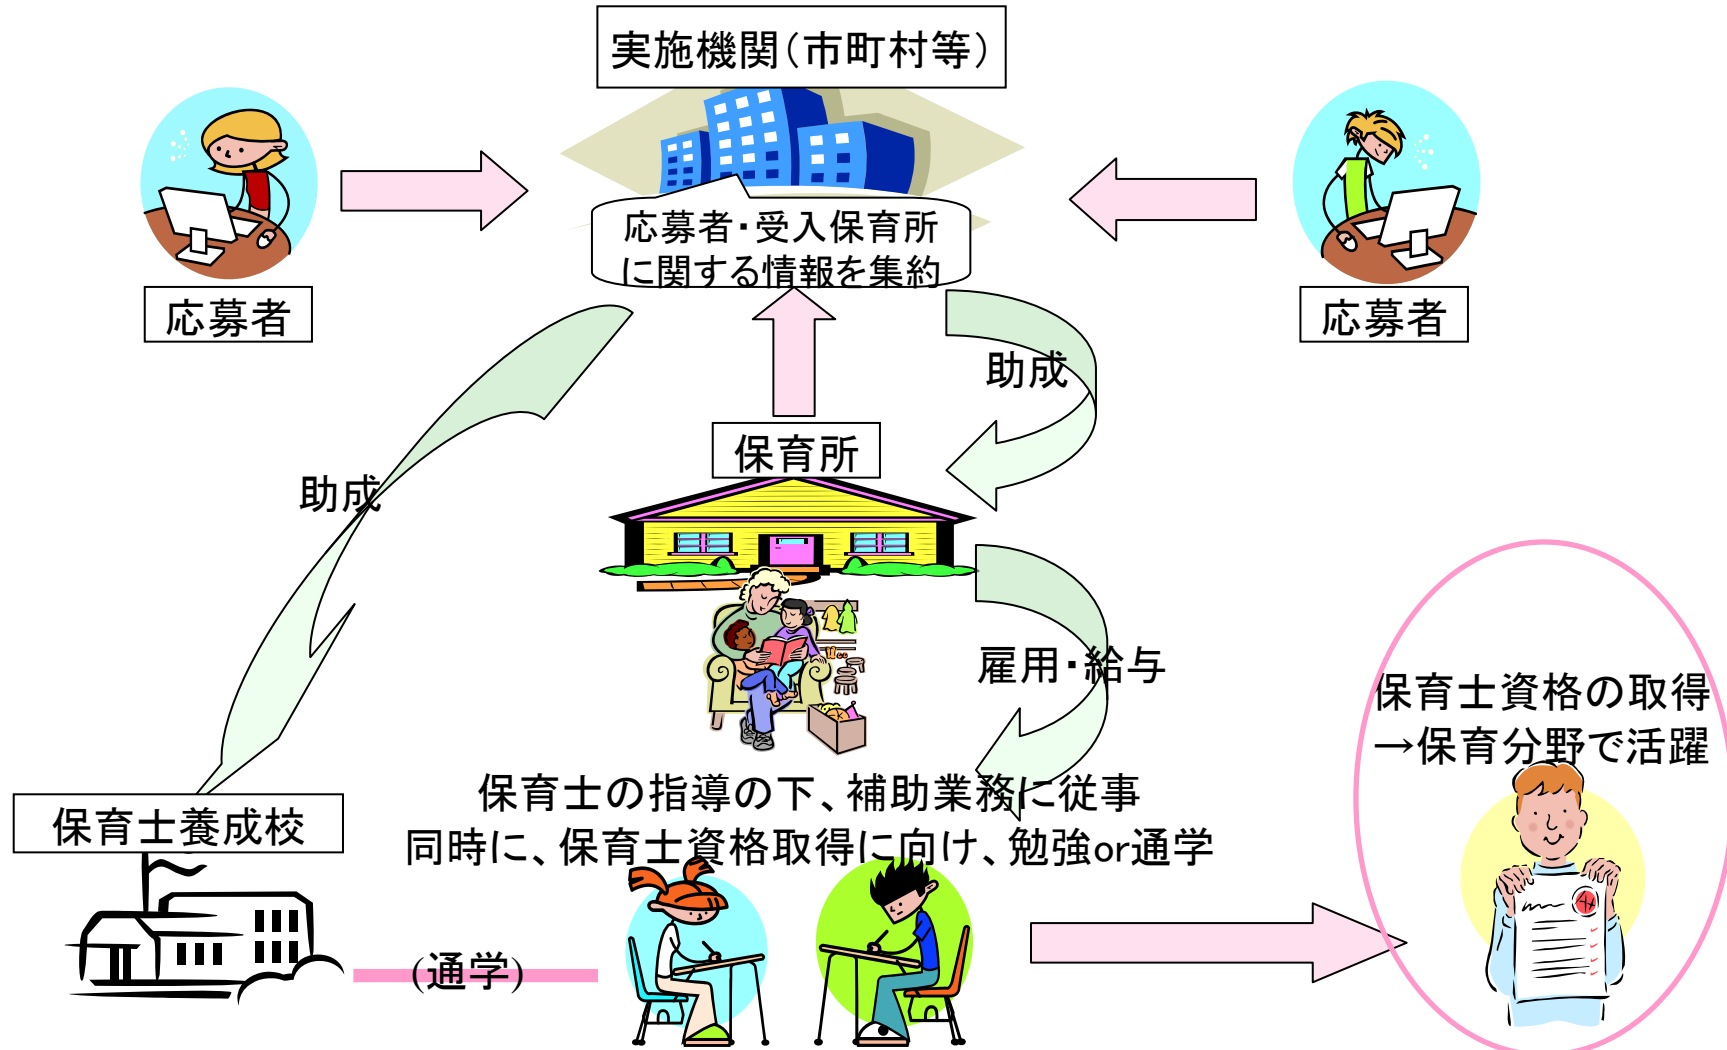 実施機関（市町村等）
応募者・受入保育所
に関する情報を集約
応募者
応募者
助成
保育所
助成
雇用・給与
保育士資格の取得
→保育分野で活躍
保育士の指導の下、補助業務に従事
同時に、保育士資格取得に向け、勉強or通学
保育士養成校
(通学)